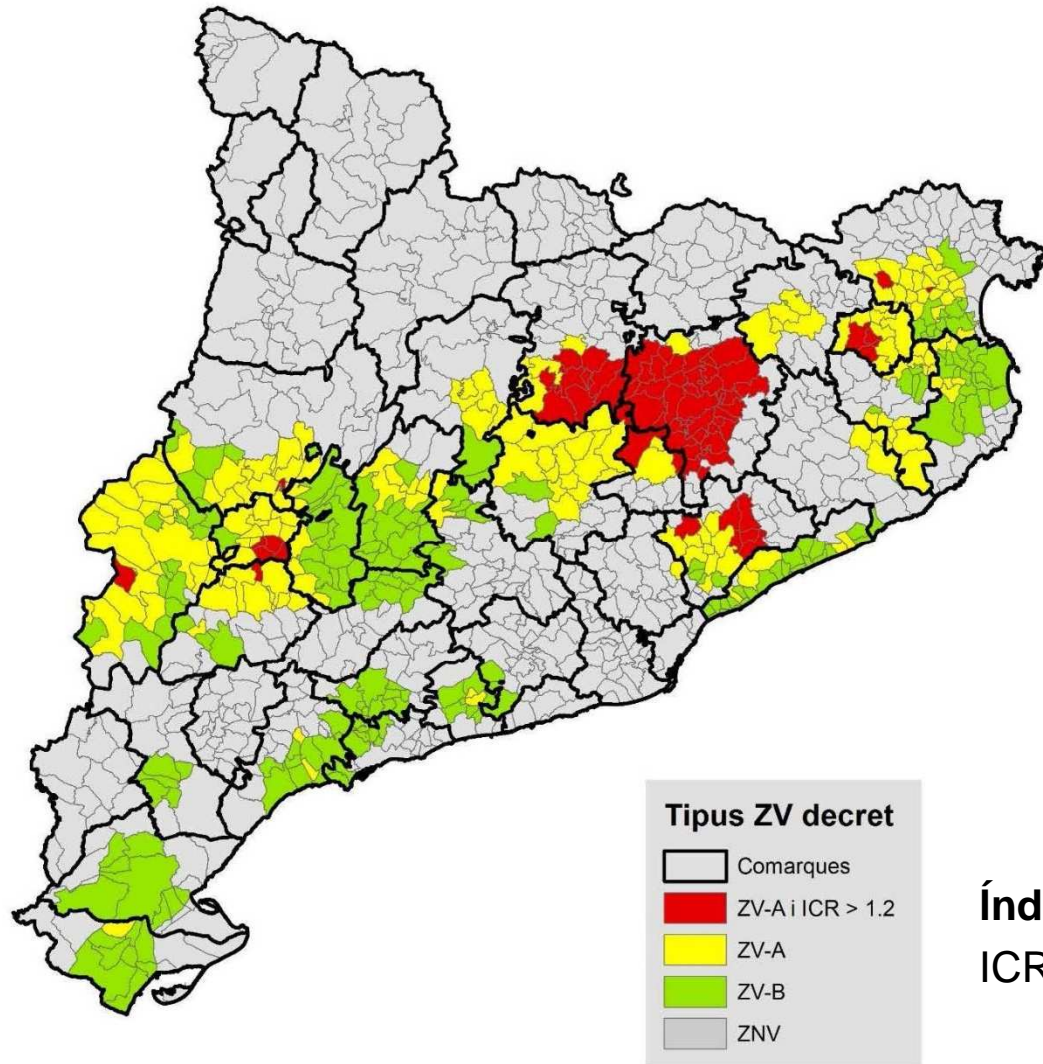 Tipus ZV decret
Comarques
ZV-A i ICR > 1.2
ZV-A
ZV-B
ZNV
Índ
ICR